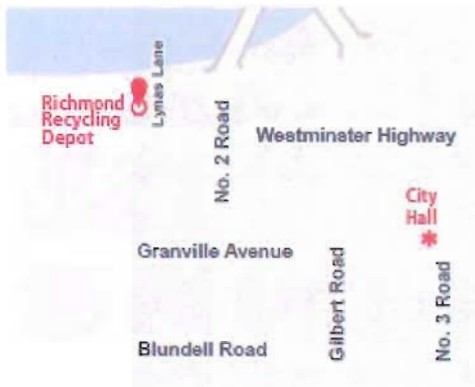 Lynas Lane
Richmond
Recycling
Depot
No. 2 Road
Westminster Highway
City
Hall
*
Granville Avenue
Gilbert Road
No. 3 Road
Blundell Road